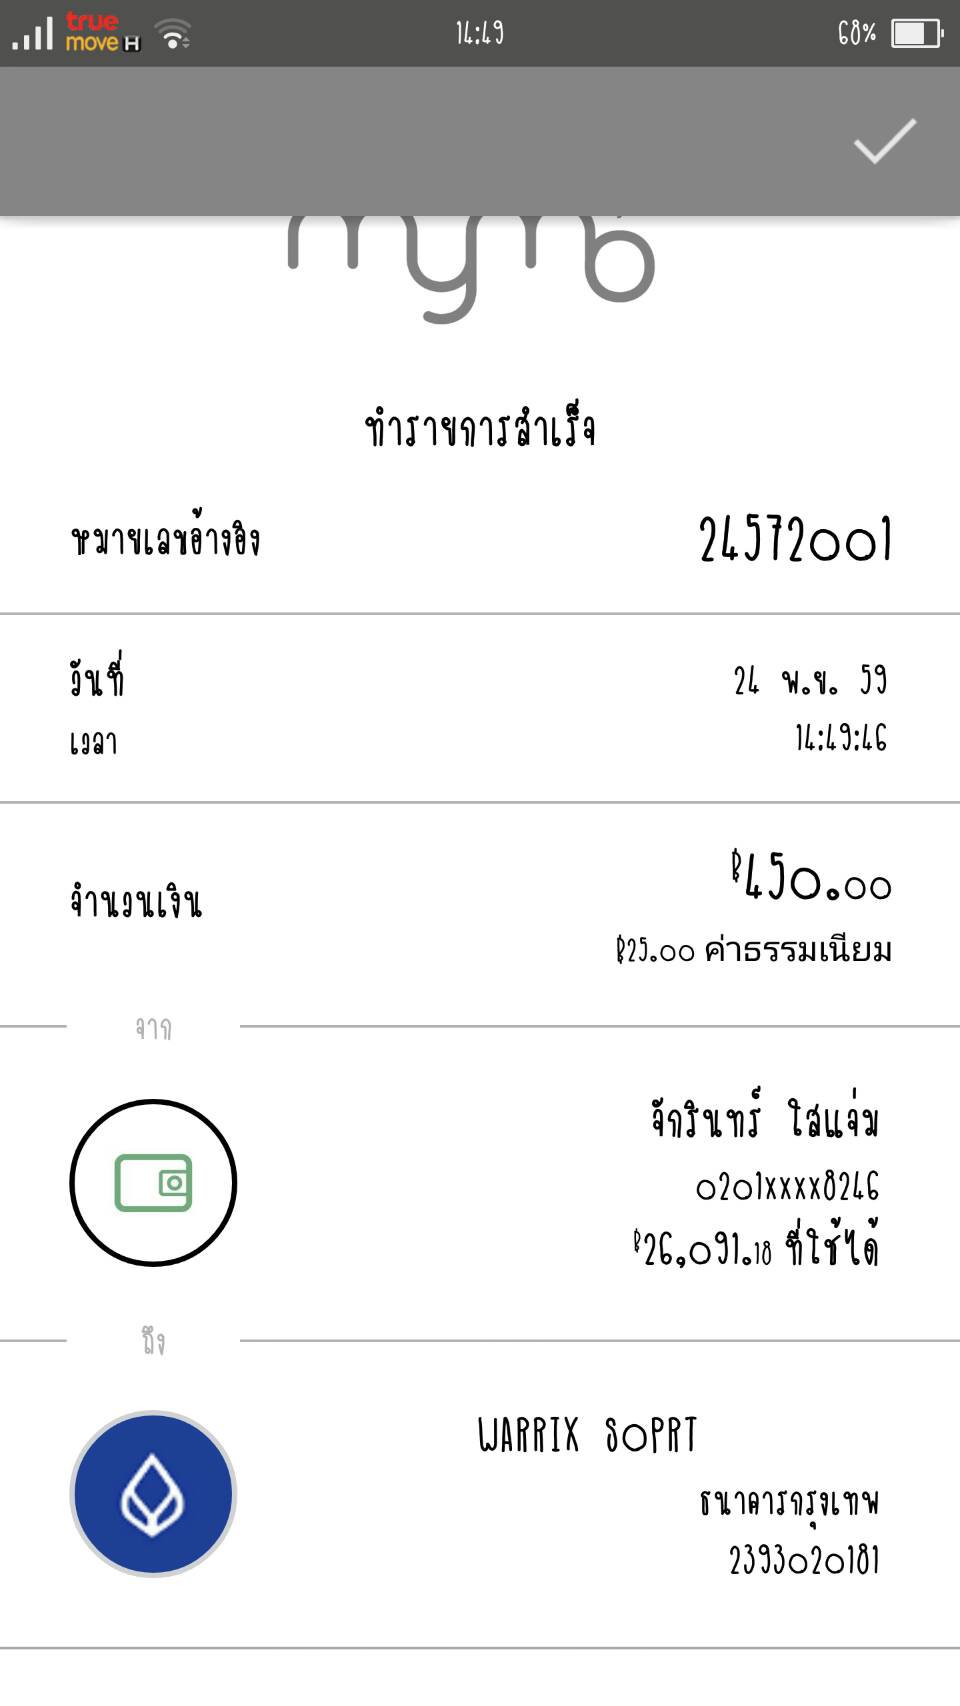 true
move H
14:49
68%
mymo
ทำรายการสำเร็จ
หมายเลขอ้างอิง 24572001
วันที่ 24 พ.ย. 59
เวลา 14:49:46
จำนวนเงิน ฿450.00
฿25.00 ค่าธรรมเนียม
จาก
จักรินทร์ ใสแจ่ม
0201xxxx8246
฿26,091.18 ที่ใช้ได้
ถึง
WARRIX SOPRT
ธนาคารกรุงเทพ
2393020181